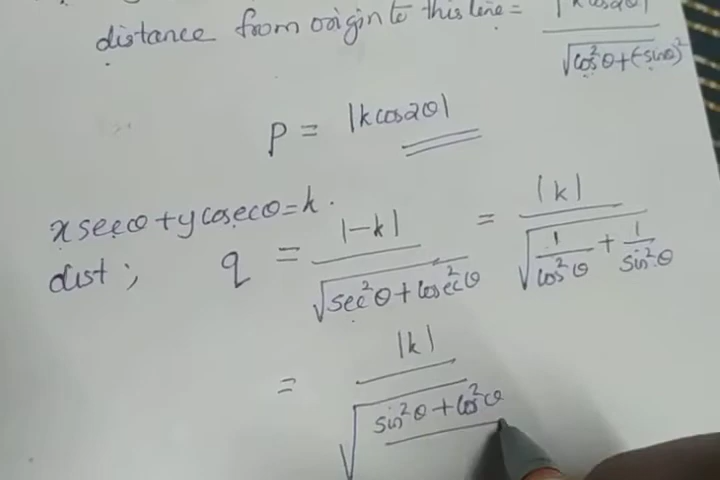 distance from origin to this line = |kcos2θ| / √(cos²θ+(-sinθ)²)
P = |kcos2θ|
x secθ + y cosecθ = k.
dist; q = |-k| / √(sec²θ + cosec²θ) = |k| / √(1/cos²θ + 1/sin²θ)
= |k| / √(sin²θ + cos²θ